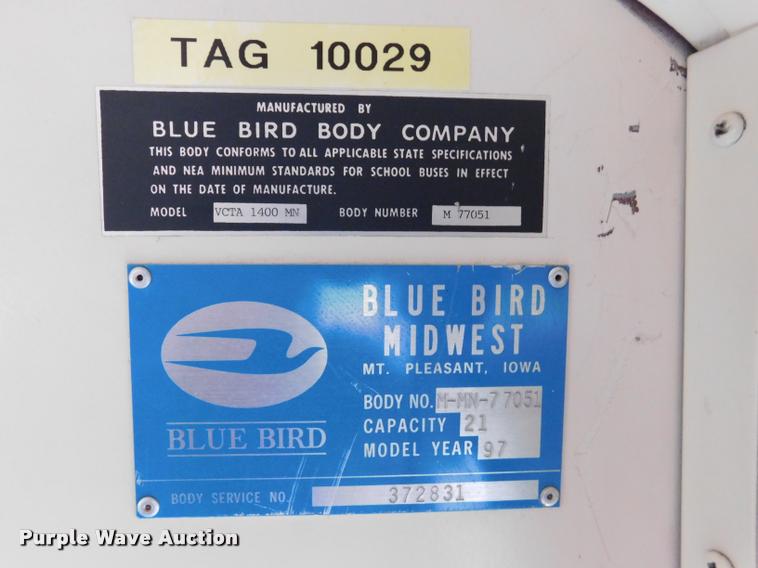 TAG 10029
MANUFACTURED BY
BLUE BIRD BODY COMPANY
THIS BODY CONFORMS TO ALL APPLICABLE STATE SPECIFICATIONS
AND NEA MINIMUM STANDARDS FOR SCHOOL BUSES IN EFFECT
ON THE DATE OF MANUFACTURE.
MODEL VCTA 1400 MN BODY NUMBER M 77051
BLUE BIRD
MIDWEST
MT. PLEASANT, IOWA
BODY NO. M-MN-77051
CAPACITY 21
MODEL YEAR 97
BLUE BIRD
BODY SERVICE NO. 372831
Purple Wave Auction